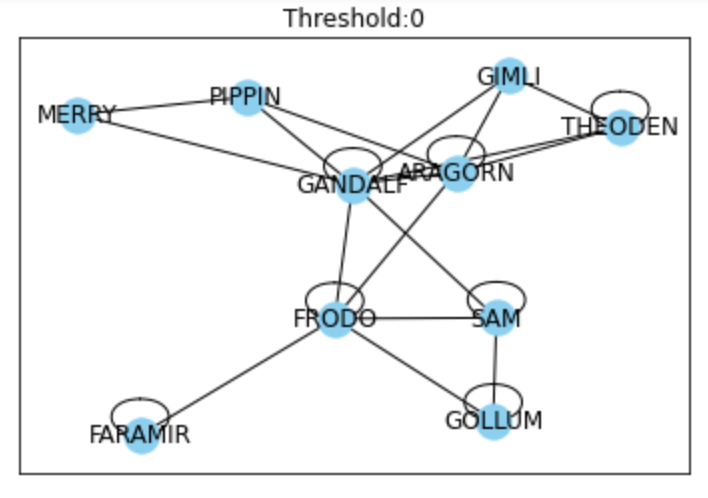 Threshold:0
GIMLI
PIPPIN
MERRY
THEODEN
ARAGORN
GANDALF
FRODO
SAM
GOLLUM
FARAMIR